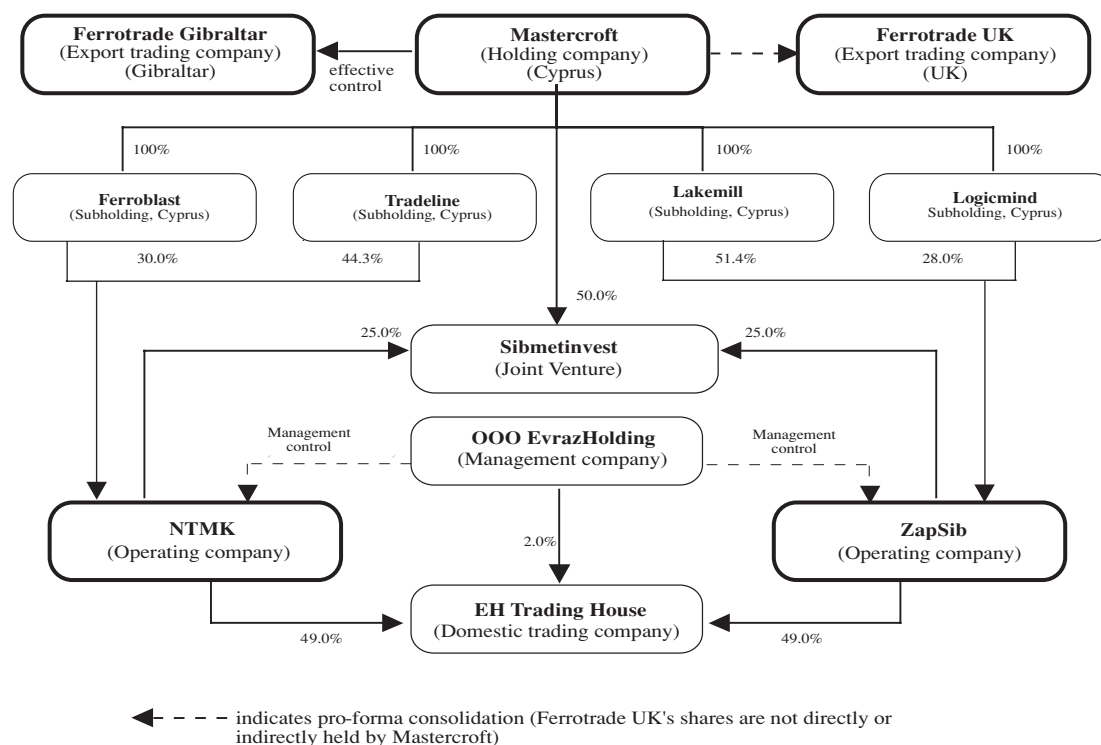 Ferrotrade Gibraltar
(Export trading company)
(Gibraltar)
effective
control
Mastercroft
(Holding company)
(Cyprus)
Ferrotrade UK
(Export trading company)
(UK)
100%
100%
100%
100%
Ferroblast
(Subholding, Cyprus)
Tradeline
(Subholding, Cyprus)
Lakemill
(Subholding, Cyprus)
Logicmind
Subholding, Cyprus)
30.0%
44.3%
51.4%
28.0%
50.0%
25.0%
25.0%
Sibmetinvest
(Joint Venture)
Management
control
OOO EvrazHolding
(Management company)
Management
control
NTMK
(Operating company)
ZapSib
(Operating company)
2.0%
EH Trading House
(Domestic trading company)
49.0%
49.0%
indicates pro-forma consolidation (Ferrotrade UK's shares are not directly or
indirectly held by Mastercroft)